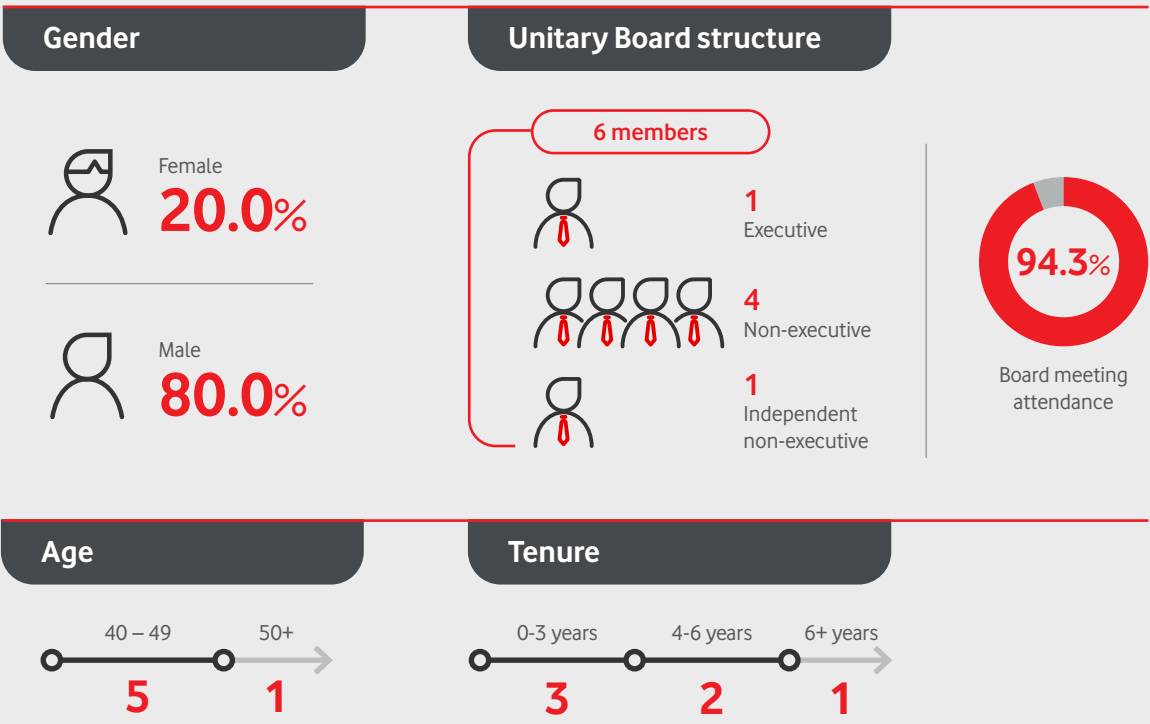 Gender
Female
20.0%
Male
80.0%
Unitary Board structure
6 members
1
Executive
4
Non-executive
1
Independent
non-executive
94.3%
Board meeting
attendance
Age
40 – 49
50+
5
1
Tenure
0-3 years
4-6 years
6+ years
3
2
1